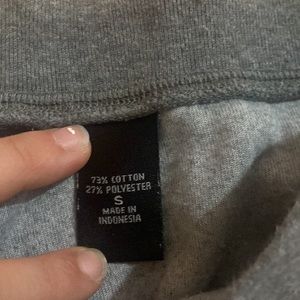 73% COTTON
27% POLYESTER
S
MADE IN
INDONESIA